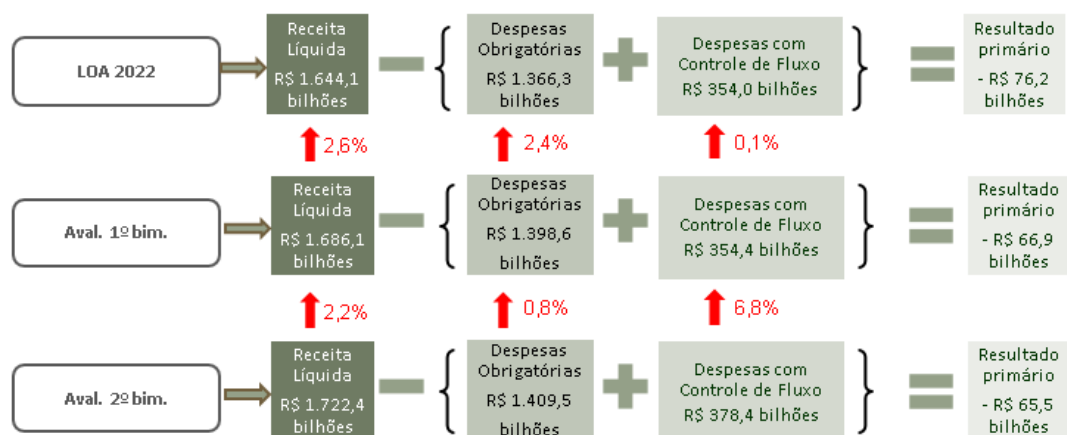 LOA 2022
Receita
Líquida
R$ 1.644,1
bilhões
Despesas
Obrigatórias
R$ 1.366,3
bilhões
Despesas com
Controle de Fluxo
R$ 354,0 bilhões
Resultado
primário
- R$ 76,2
bilhões
2,6%
2,4%
0,1%
Aval. 1º bim.
Receita
Líquida
R$ 1.686,1
bilhões
Despesas
Obrigatórias
R$ 1.398,6
bilhões
Despesas com
Controle de Fluxo
R$ 354,4 bilhões
Resultado
primário
- R$ 66,9
bilhões
2,2%
0,8%
6,8%
Aval. 2º bim.
Receita
Líquida
R$ 1.722,4
bilhões
Despesas
Obrigatórias
R$ 1.409,5
bilhões
Despesas com
Controle de Fluxo
R$ 378,4 bilhões
Resultado
primário
- R$ 65,5
bilhões